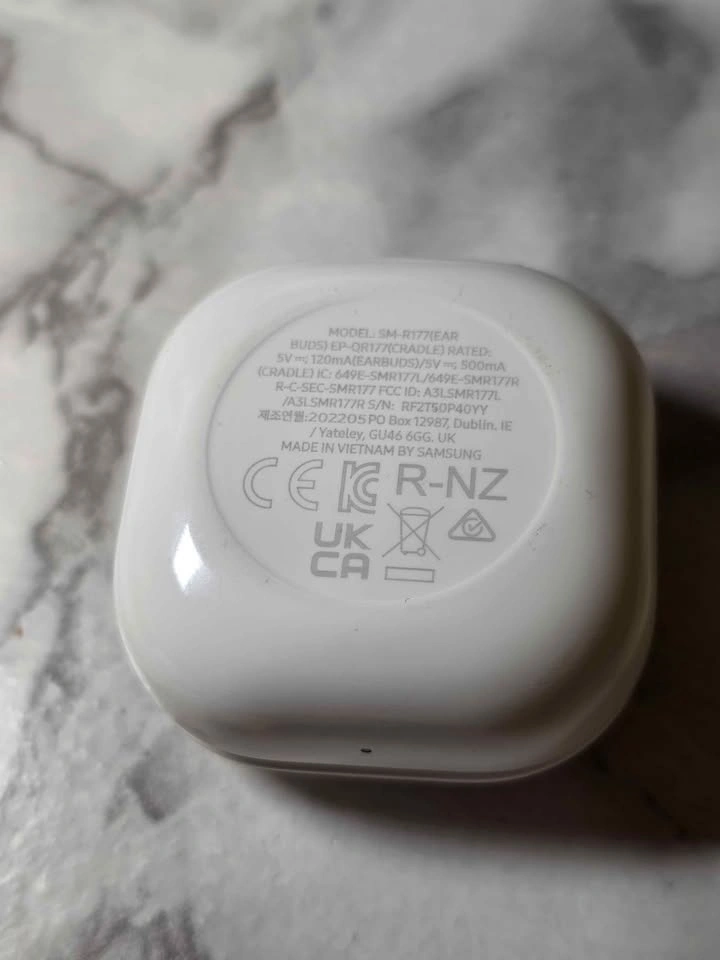 MODEL: SM-R177(EAR
BUDS) EP-QR177(CRADLE) RATED:
5V ⎓; 120mA(EARBUDS)/5V ⎓; 500mA
(CRADLE) IC: 649E-SMR177L/649E-SMR177R
R-C-SEC-SMR177 FCC ID: A3LSMR177L
/A3LSMR177R S/N: RFZT50P40YY
제조연월:202205 PO Box 12987, Dublin. IE
/ Yateley, GU46 6GG. UK
MADE IN VIETNAM BY SAMSUNG
CE KC R-NZ
UK
CA